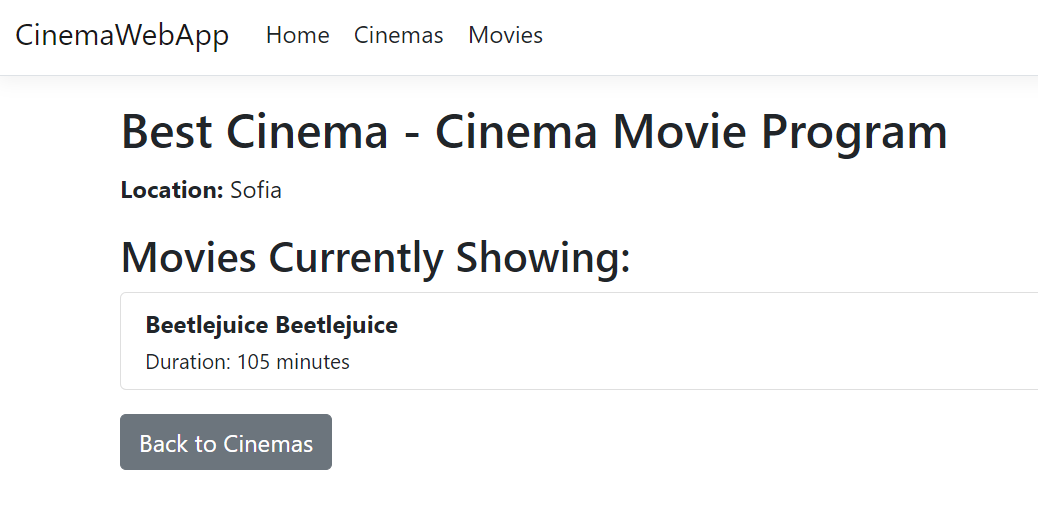 CinemaWebApp Home Cinemas Movies
Best Cinema - Cinema Movie Program
Location: Sofia
Movies Currently Showing:
Beetlejuice Beetlejuice
Duration: 105 minutes
Back to Cinemas